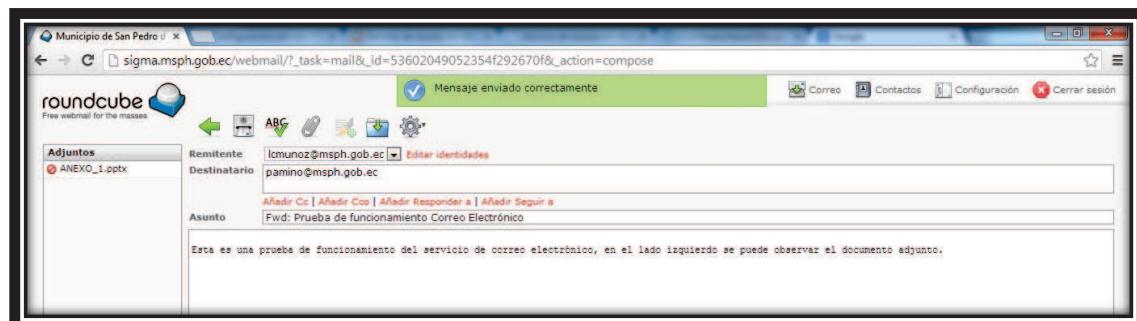 Municipio de San Pedro d
sigma.msph.gob.ec/webmail/?_task=mail&_id=53602049052354f292670f&_action=compose
roundcube
Free webmail for the masses
Mensaje enviado correctamente
Correo Contactos Configuración Cerrar sesión
ABC
Adjuntos
ANEXO_1.pptx
Remitente lcmunoz@msph.gob.ec Editar identidades
Destinatario pamino@msph.gob.ec
Añadir Cc | Añadir Cco | Añadir Responder a | Añadir Seguir a
Asunto Fwd: Prueba de funcionamiento Correo Electrónico
Esta es una prueba de funcionamiento del servicio de correo electrónico, en el lado izquierdo se puede observar el documento adjunto.